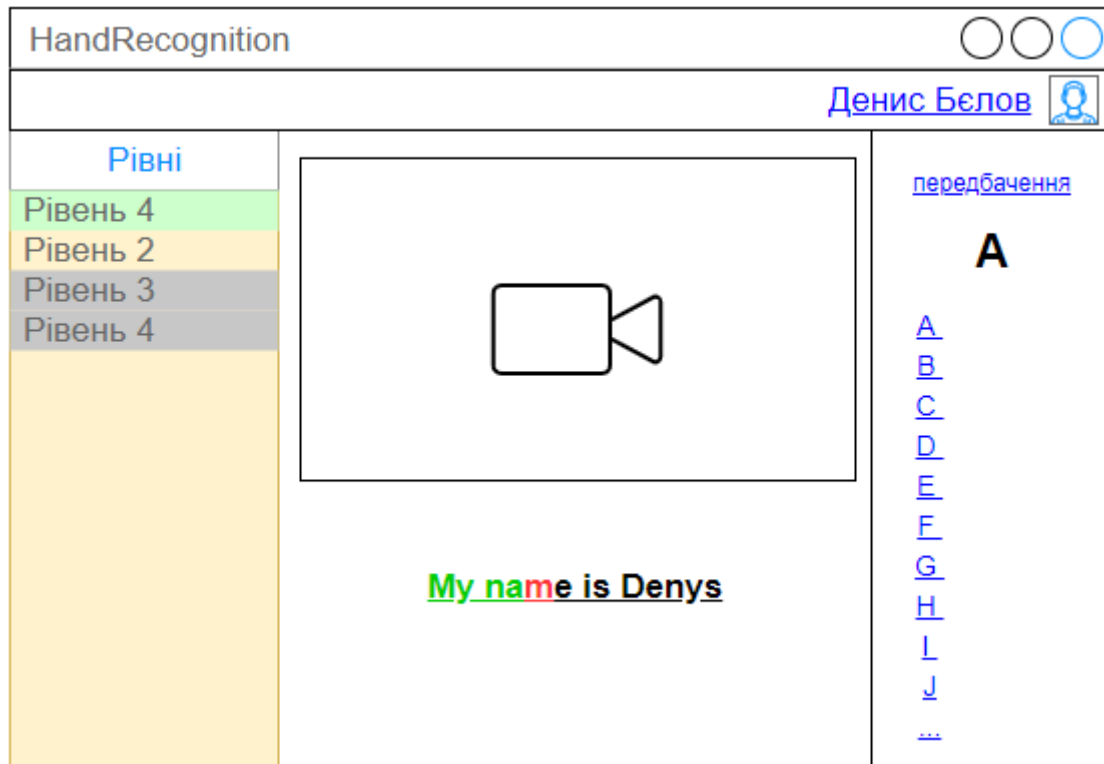 HandRecognition
Денис Бєлов
Рівні
Рівень 4
Рівень 2
Рівень 3
Рівень 4
My name is Denys
передбачення
A
A
B
C
D
E
F
G
H
I
J
...